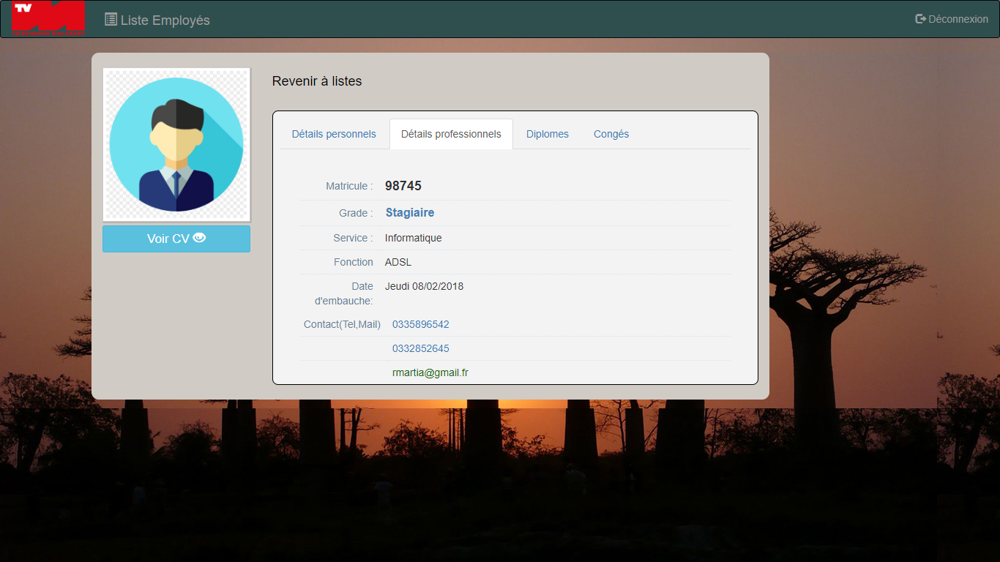 TV
Liste Employés
Déconnexion
Revenir à listes
Voir CV
Détails personnels
Détails professionnels
Diplomes
Congés
Matricule : 98745
Grade : Stagiaire
Service : Informatique
Fonction ADSL
Date Jeudi 08/02/2018
d'embauche:
Contact(Tel,Mail) 0335896542
0332852645
rmartia@gmail.fr